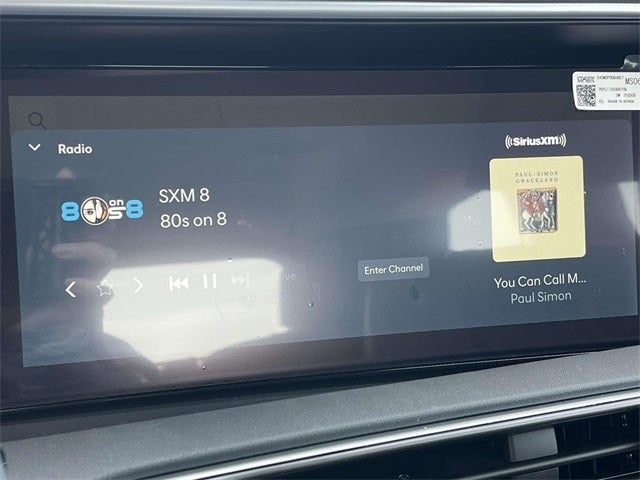 Radio
((SiriusXM))
80s on 8
SXM 8
80s on 8
PAUL·SIMON
GRACELAND
Enter Channel
You Can Call M...
Paul Simon
MADE IN KOREA